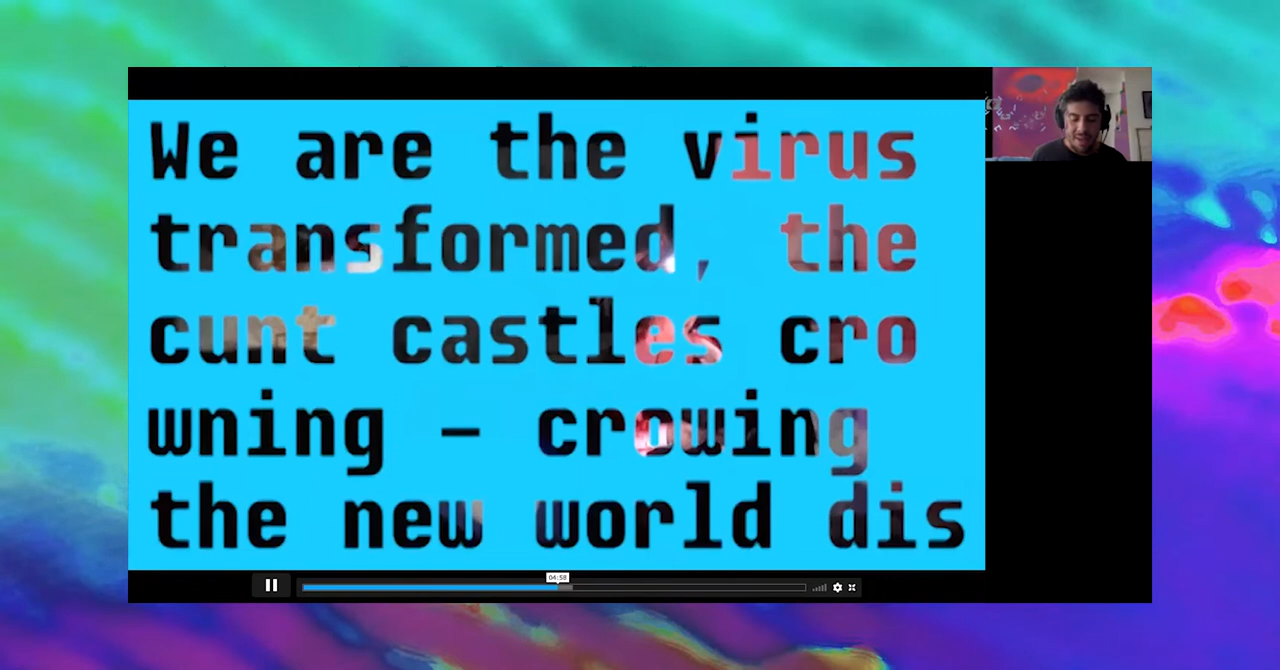 We are the virus
transformed, the
cunt castles cro
wning – crowing
the new world dis
04:58